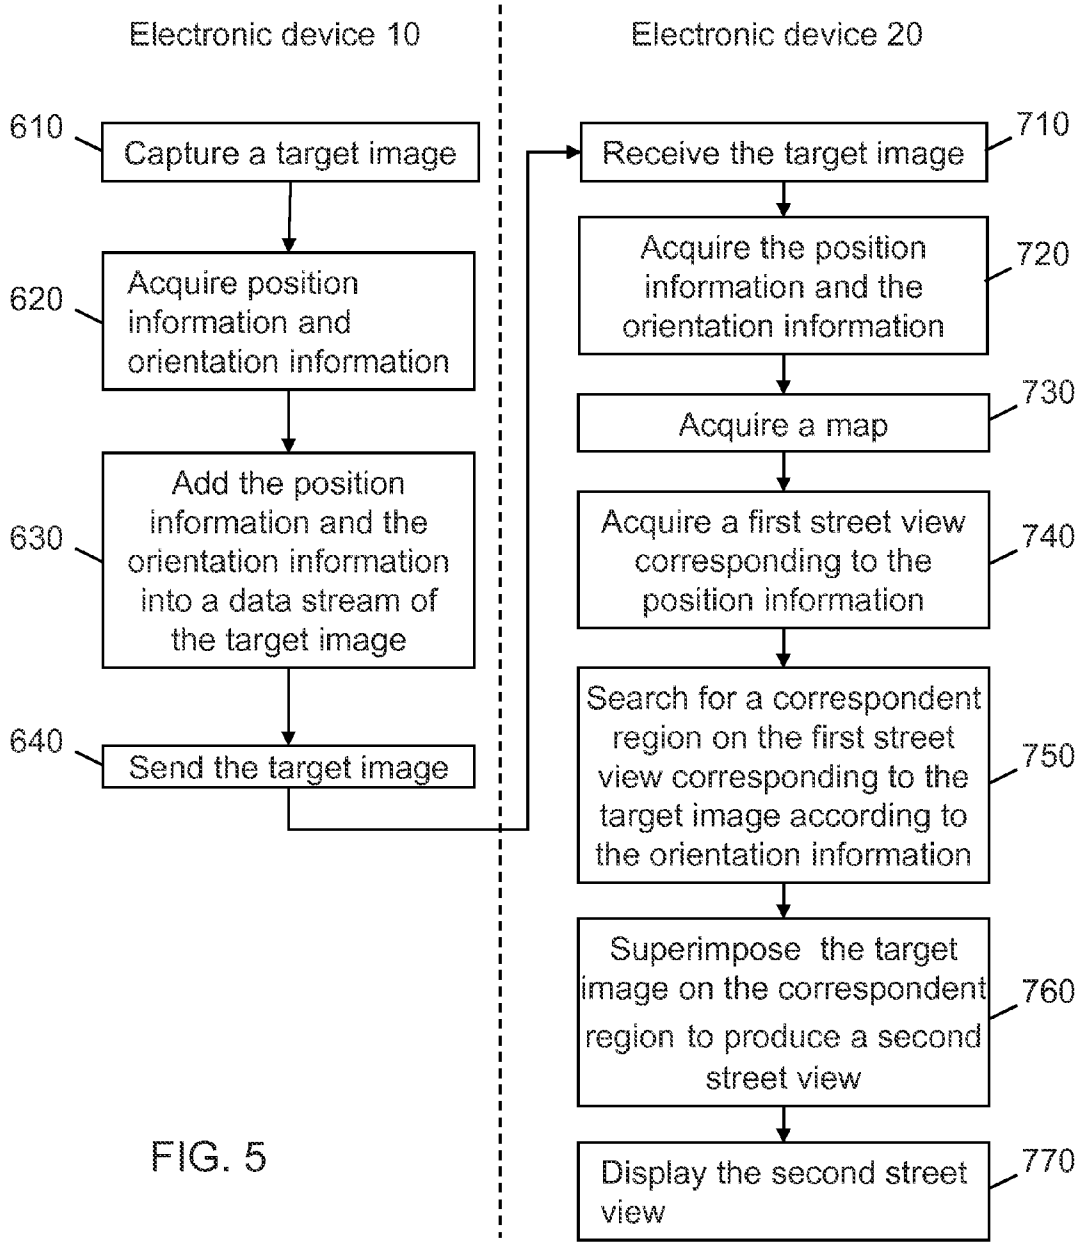 Electronic device 10
610
Capture a target image
620
Acquire position
information and
orientation information
630
Add the position
information and the
orientation information
into a data stream of
the target image
640
Send the target image
Electronic device 20
710
Receive the target image
720
Acquire the position
information and the
orientation information
730
Acquire a map
740
Acquire a first street view
corresponding to the
position information
750
Search for a correspondent
region on the first street
view corresponding to the
target image according to
the orientation information
760
Superimpose the target
image on the correspondent
region to produce a second
street view
770
Display the second street
view
FIG. 5